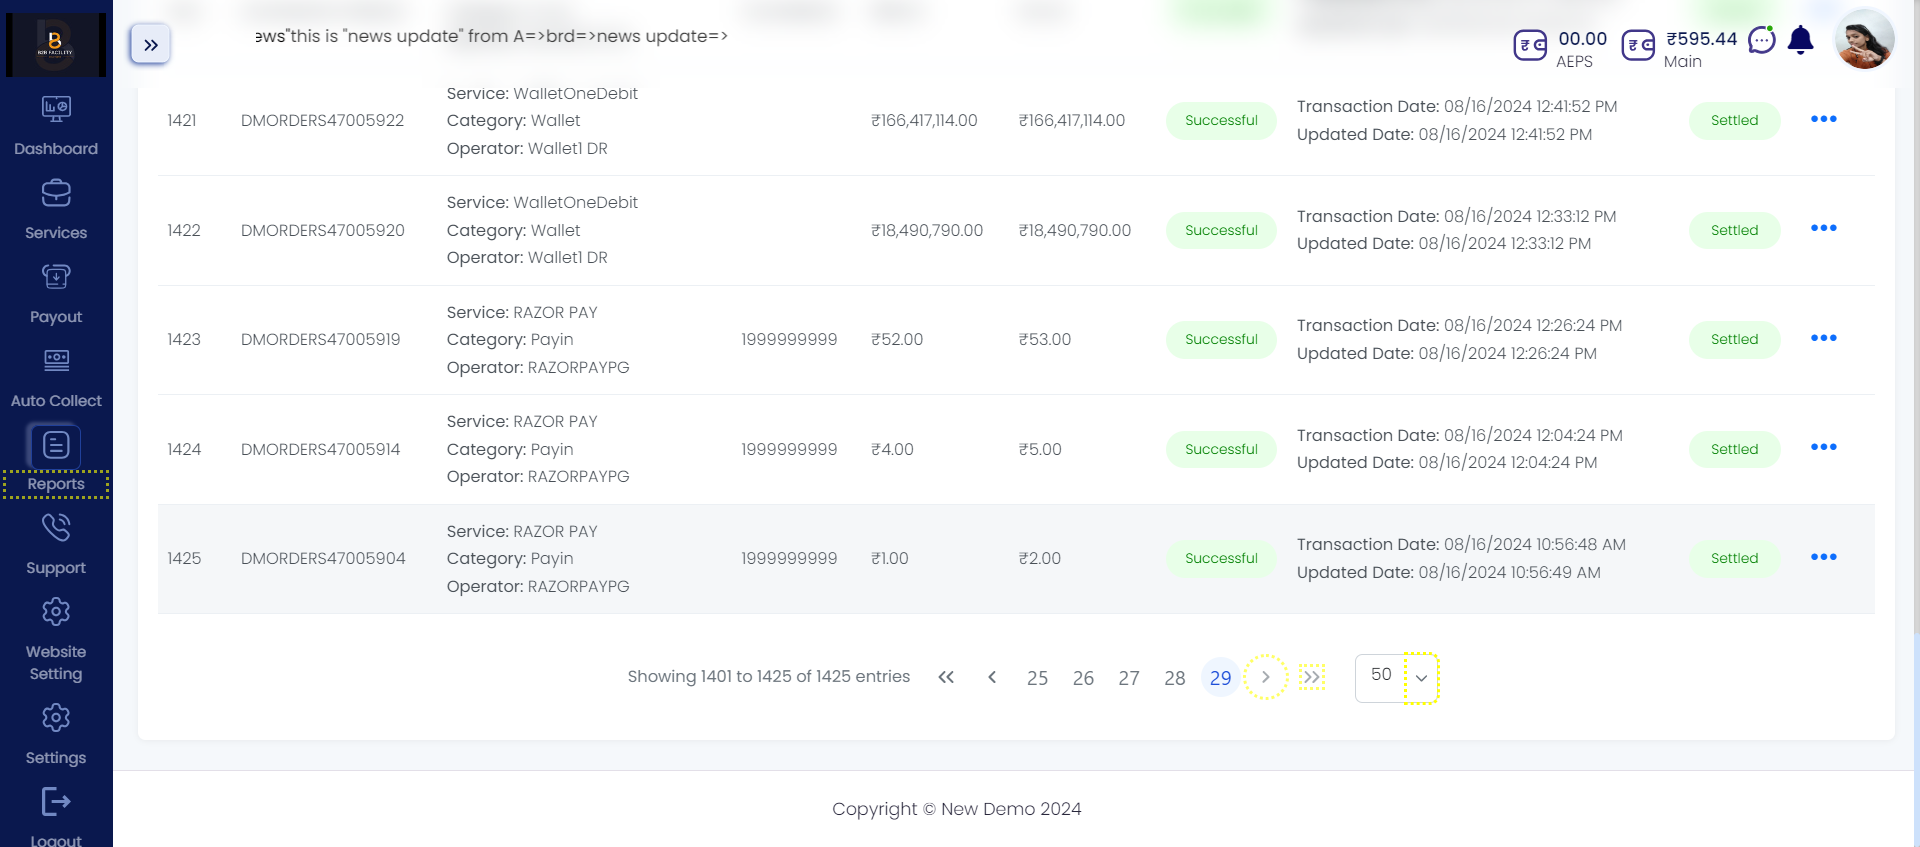 B2B FACILITY
ews"this is "news update" from A=>brd=>news update=>
00.00
AEPS
₹595.44
Main
Dashboard
Services
Payout
Auto Collect
Reports
Support
Website
Setting
Settings
Logout
Service: WalletOneDebit
1421 DMORDERS47005922 Category: Wallet ₹166,417,114.00 ₹166,417,114.00 Successful Transaction Date: 08/16/2024 12:41:52 PM Settled
Operator: Wallet1 DR Updated Date: 08/16/2024 12:41:52 PM
Service: WalletOneDebit
1422 DMORDERS47005920 Category: Wallet ₹18,490,790.00 ₹18,490,790.00 Successful Transaction Date: 08/16/2024 12:33:12 PM Settled
Operator: Wallet1 DR Updated Date: 08/16/2024 12:33:12 PM
Service: RAZOR PAY
1423 DMORDERS47005919 Category: Payin 1999999999 ₹52.00 ₹53.00 Successful Transaction Date: 08/16/2024 12:26:24 PM Settled
Operator: RAZORPAYPG Updated Date: 08/16/2024 12:26:24 PM
Service: RAZOR PAY
1424 DMORDERS47005914 Category: Payin 1999999999 ₹4.00 ₹5.00 Successful Transaction Date: 08/16/2024 12:04:24 PM Settled
Operator: RAZORPAYPG Updated Date: 08/16/2024 12:04:24 PM
Service: RAZOR PAY
1425 DMORDERS47005904 Category: Payin 1999999999 ₹1.00 ₹2.00 Successful Transaction Date: 08/16/2024 10:56:48 AM Settled
Operator: RAZORPAYPG Updated Date: 08/16/2024 10:56:49 AM
Showing 1401 to 1425 of 1425 entries « ‹ 25 26 27 28 29 › » 50
Copyright © New Demo 2024